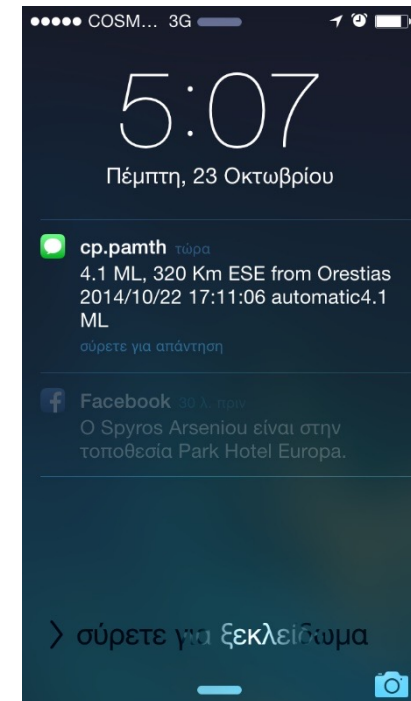 COSM... 3G
5:07
Πέμπτη, 23 Οκτωβρίου
cp.pamth τώρα
4.1 ML, 320 Km ESE from Orestias
2014/10/22 17:11:06 automatic4.1
ML
σύρετε για απάντηση
Facebook 30 λ. πριν
Ο Spyros Arseniou είναι στην
τοποθεσία Park Hotel Europa.
σύρετε για ξεκλείδωμα